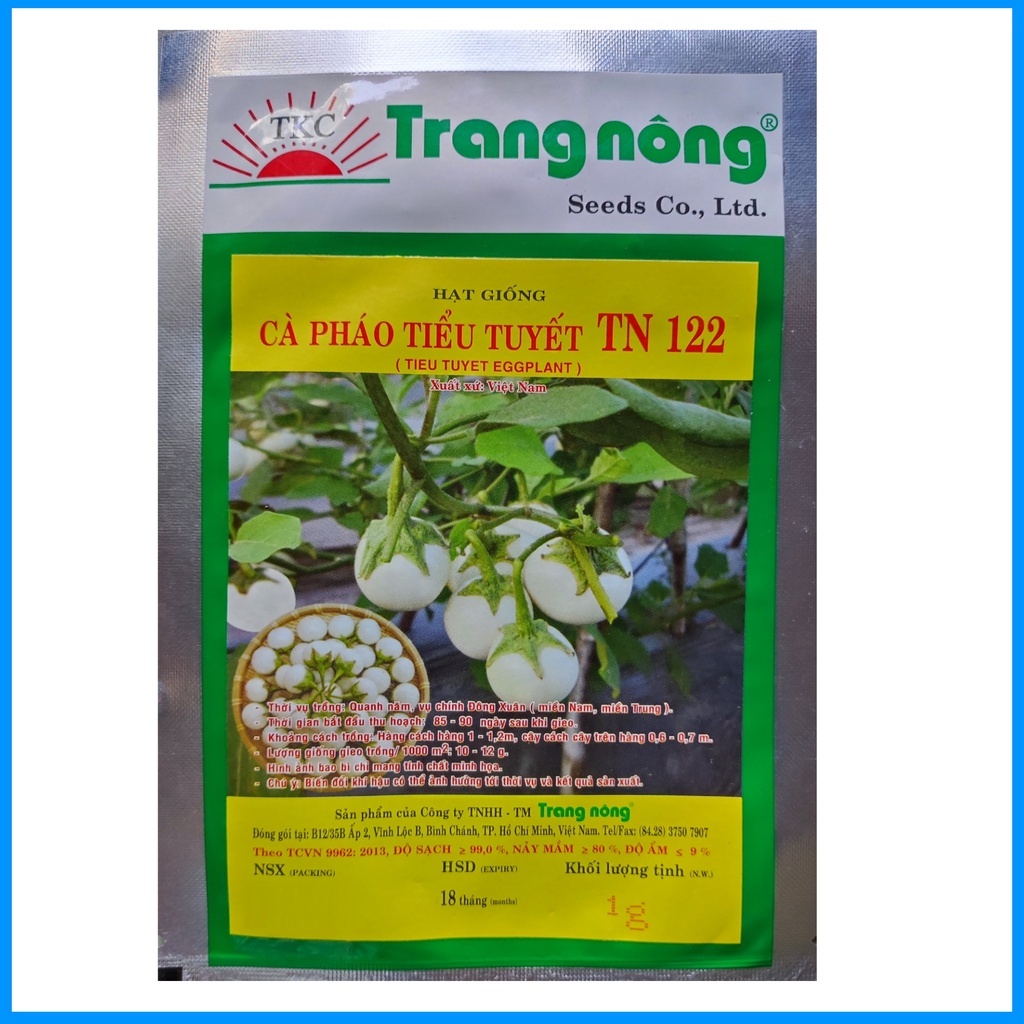 TKC
Trang nông®
Seeds Co., Ltd.
HẠT GIỐNG
CÀ PHÁO TIỂU TUYẾT TN 122
( TIEU TUYET EGGPLANT )
Xuất xứ: Việt Nam
- Thời vụ trồng: Quanh năm, vụ chính Đông Xuân ( miền Nam, miền Trung ).
- Thời gian bắt đầu thu hoạch: 85 - 90 ngày sau khi gieo.
- Khoảng cách trồng: Hàng cách hàng 1 - 1,2m, cây cách cây trên hàng 0,6 - 0,7 m.
- Lượng giống gieo trồng/ 1000 m²: 10 - 12 g.
- Hình ảnh bao bì chỉ mang tính chất minh họa.
- Chú ý: Biến đổi khí hậu có thể ảnh hưởng tới thời vụ và kết quả sản xuất.
Sản phẩm của Công ty TNHH - TM Trang nông®
Đóng gói tại: B12/35B Ấp 2, Vĩnh Lộc B, Bình Chánh, TP. Hồ Chí Minh, Việt Nam. Tel/Fax: (84.28) 3750 7907
Theo TCVN 9962: 2013, ĐỘ SẠCH ≥ 99,0 %, NẢY MẦM ≥ 80 %, ĐỘ ẨM ≤ 9 %
NSX (PACKING) HSD (EXPIRY) Khối lượng tịnh (N.W.)
18 tháng (months)